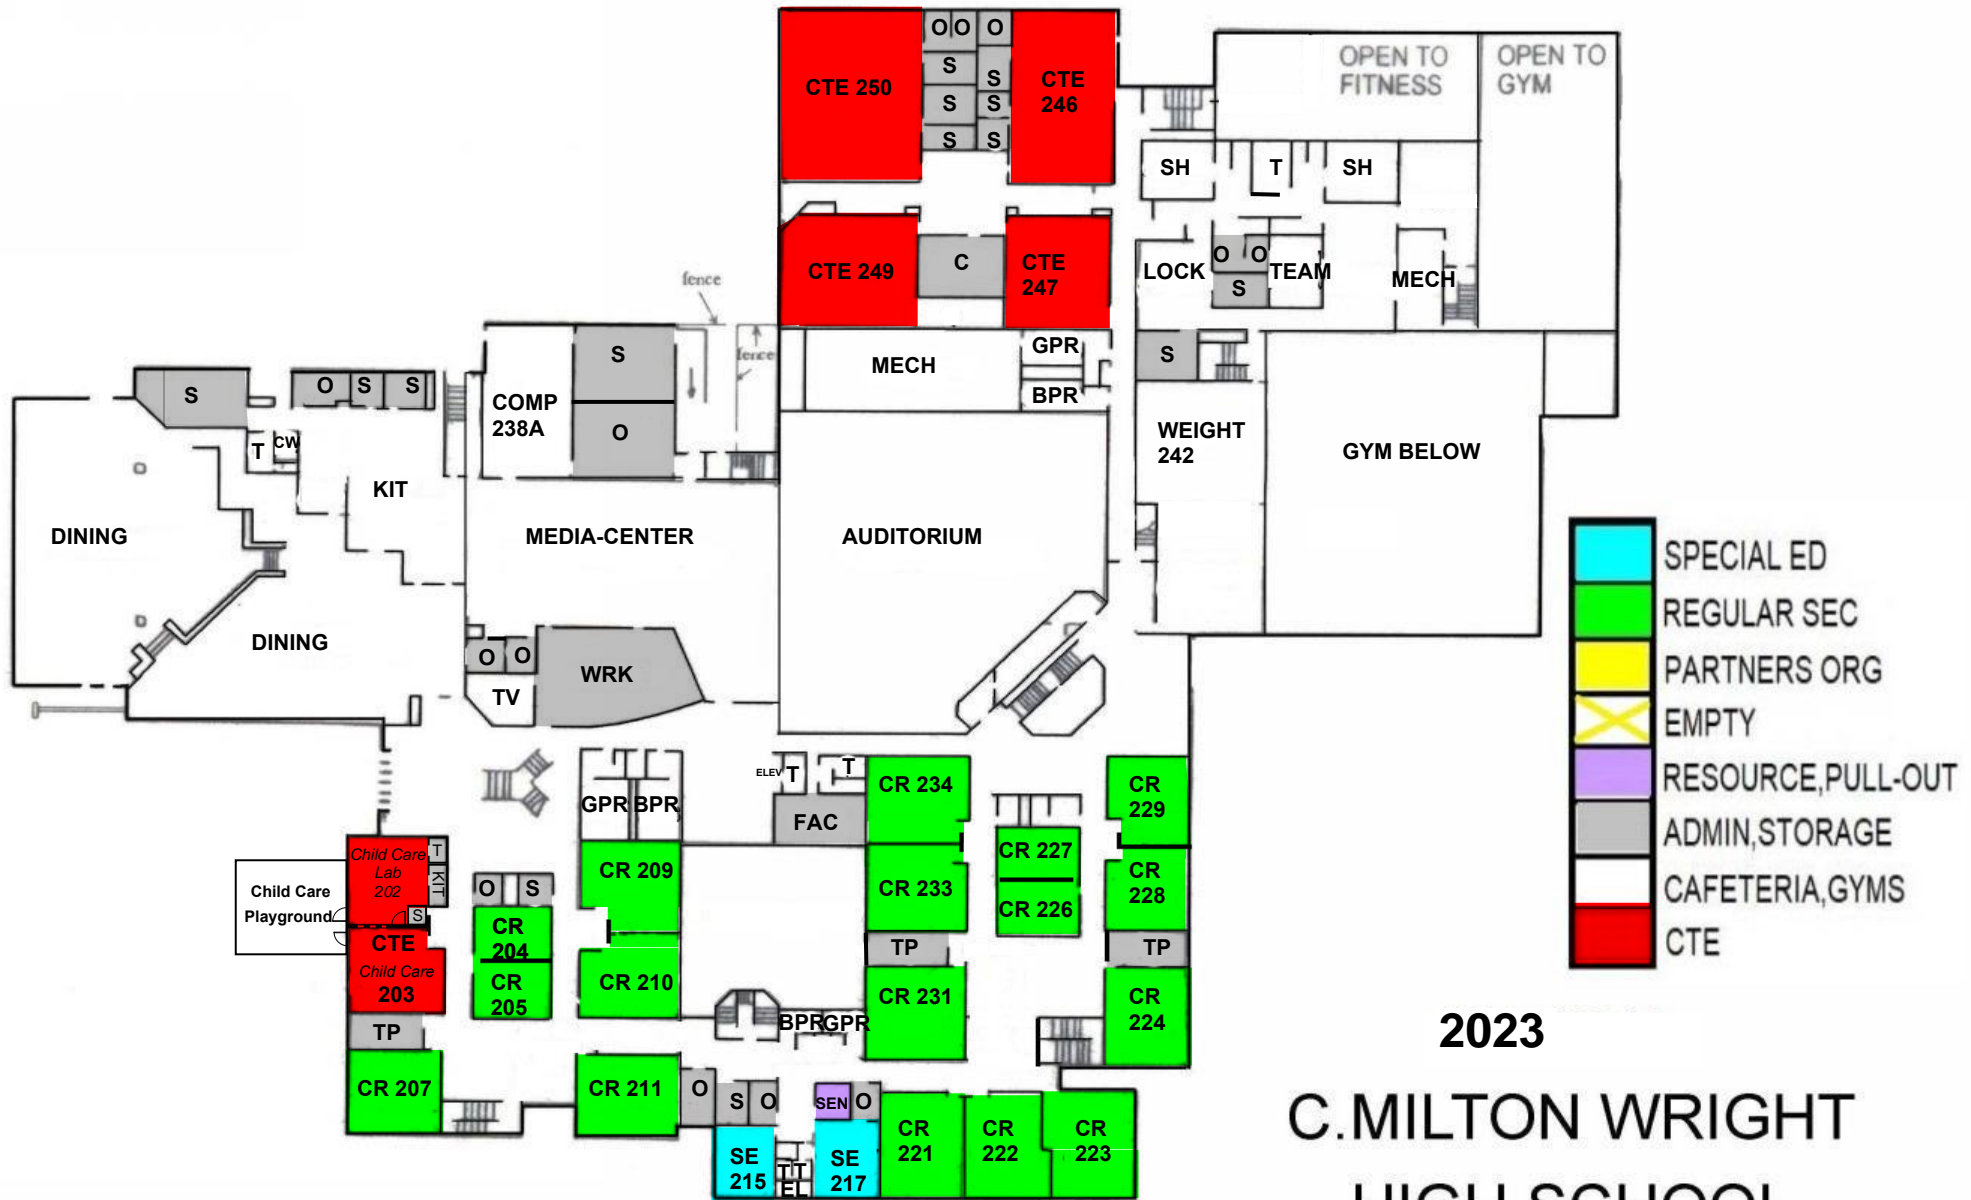 O O O
S S
S S
S S
CTE 250
CTE
246
OPEN TO
FITNESS
OPEN TO
GYM
SH
T
SH
CTE 249
C
CTE
247
LOCK
O O
S
TEAM
MECH
fence
fence
MECH
GPR
BPR
S
WEIGHT
242
GYM BELOW
S
O S S
COMP
238A
S
O
T
CW
KIT
DINING
DINING
MEDIA-CENTER
AUDITORIUM
O O
TV
WRK
SPECIAL ED
REGULAR SEC
PARTNERS ORG
EMPTY
RESOURCE,PULL-OUT
ADMIN,STORAGE
CAFETERIA,GYMS
CTE
GPR BPR
ELEV T
T
FAC
CR 234
CR
229
CR 227
CR 226
CR 233
CR
228
TP
TP
CR 231
CR
224
Child Care
Lab
202
T
KIT
S
Child Care
Playground
CTE
Child Care
203
TP
CR 207
O S
CR
204
CR
205
CR 209
CR 210
BPR GPR
CR 211
O
S O
SEN O
SE
215
T T
EL
SE
217
CR
221
CR
222
CR
223
2023
C.MILTON WRIGHT
HIGH SCHOOL